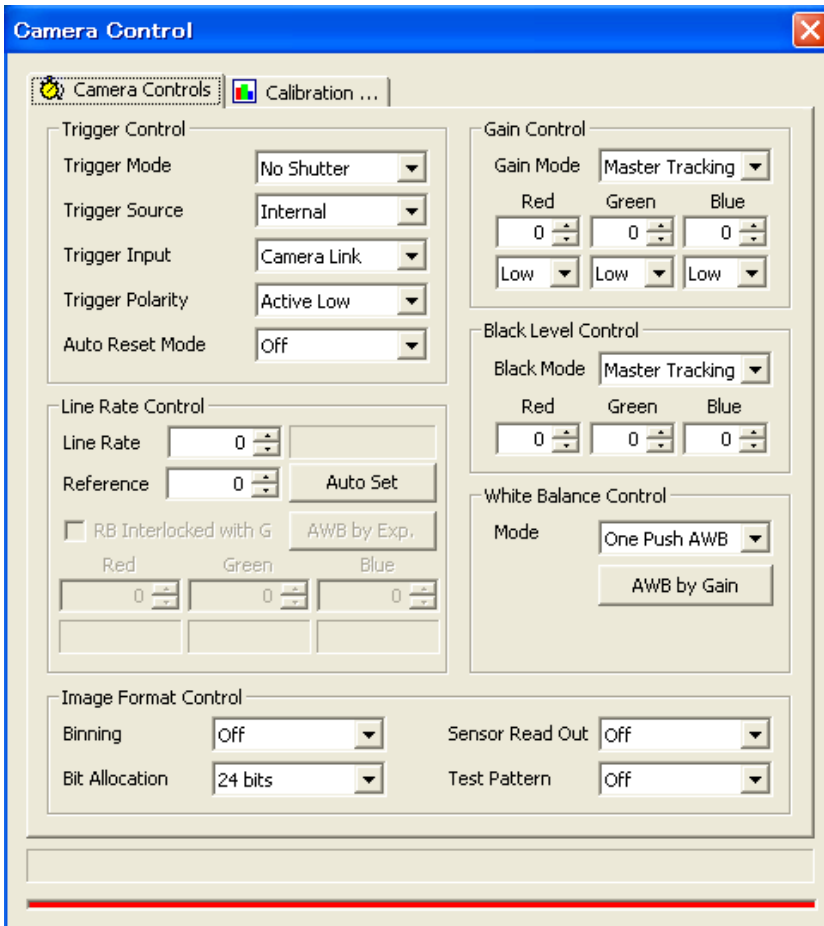 Camera Control
Camera Controls
Calibration ...
Trigger Control
Trigger Mode No Shutter
Trigger Source Internal
Trigger Input Camera Link
Trigger Polarity Active Low
Auto Reset Mode Off
Line Rate Control
Line Rate 0
Reference 0 Auto Set
RB Interlocked with G AWB by Exp.
Red Green Blue
0 0 0
Gain Control
Gain Mode Master Tracking
Red Green Blue
0 0 0
Low Low Low
Black Level Control
Black Mode Master Tracking
Red Green Blue
0 0 0
White Balance Control
Mode One Push AWB
AWB by Gain
Image Format Control
Binning Off Sensor Read Out Off
Bit Allocation 24 bits Test Pattern Off